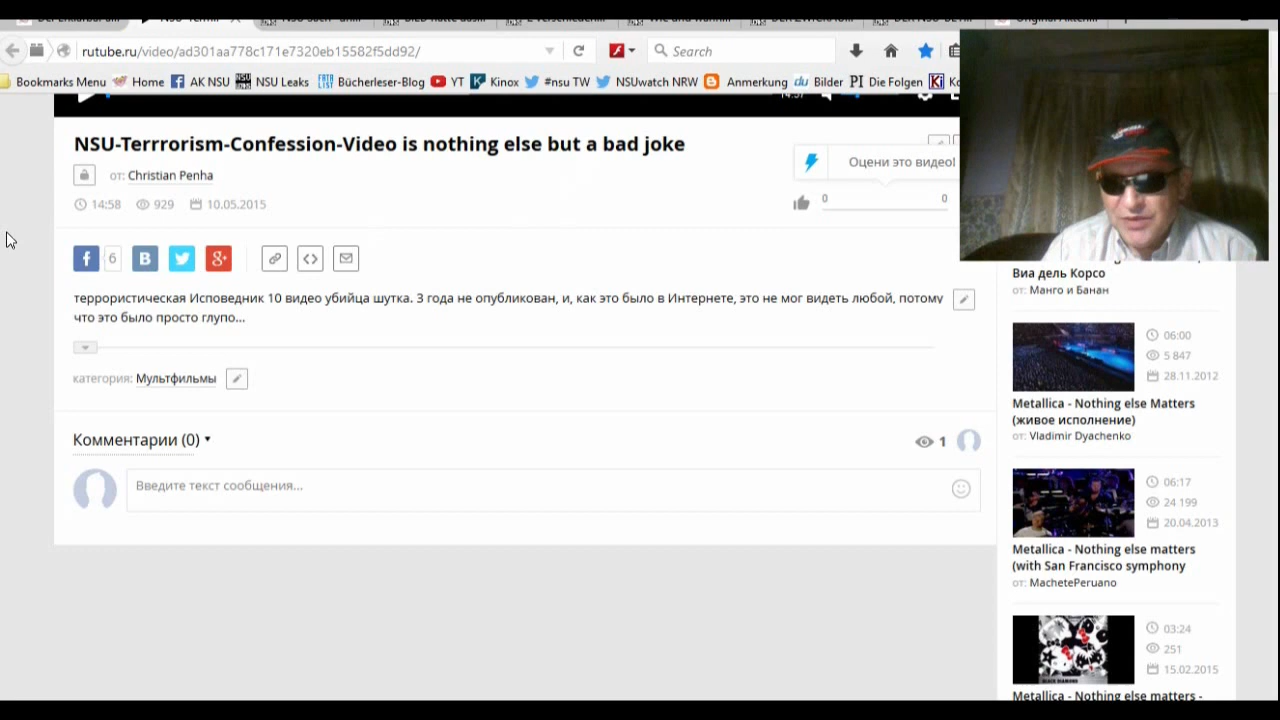 rutube.ru/video/ad301aa778c171e7320eb15582f5dd92/
Search
Bookmarks Menu Home AK NSU NSU Leaks Bücherleser-Blog YT Kinox #nsu TW NSUwatch NRW Anmerkung du Bilder PI Die Folgen Ki
NSU-Terrrorism-Confession-Video is nothing else but a bad joke
от: Christian Penha
Оцени это видео!
14:58 929 10.05.2015
0 0
f 6 B g+
террористическая Исповедник 10 видео убийца шутка. 3 года не опубликован, и, как это было в Интернете, это не мог видеть любой, потому
что это было просто глупо...
категория: Мультфильмы
Комментарии (0)
1
Введите текст сообщения...
Виа дель Корсо
от: Манго и Банан
06:00
5 847
28.11.2012
Metallica - Nothing else Matters
(живое исполнение)
от: Vladimir Dyachenko
06:17
24 199
20.04.2013
Metallica - Nothing else matters
(with San Francisco symphony
от: MachetePeruano
03:24
251
15.02.2015
Metallica - Nothing else matters -